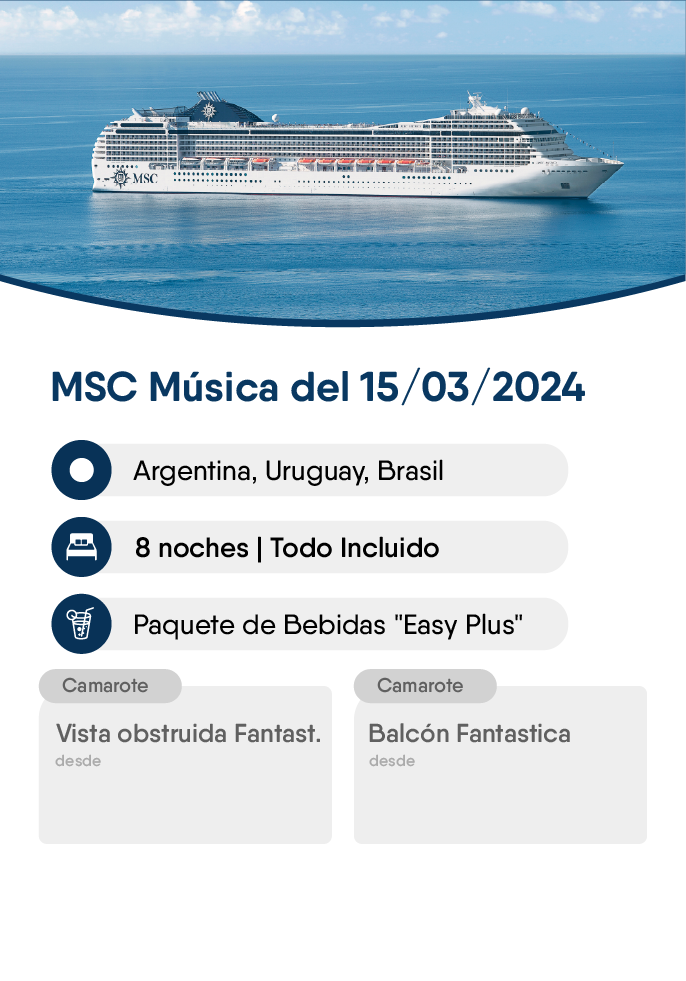 MSC
MSC Música del 15/03/2024
Argentina, Uruguay, Brasil
8 noches | Todo Incluido
Paquete de Bebidas "Easy Plus"
Camarote
Vista obstruida Fantast.
desde
Camarote
Balcón Fantastica
desde